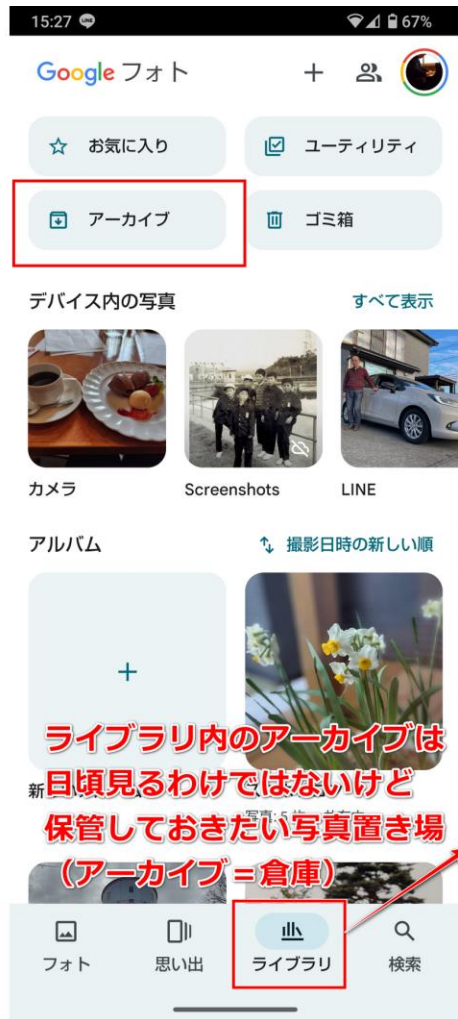 15:27
67%
Google フォト
お気に入り
ユーティリティ
アーカイブ
ゴミ箱
デバイス内の写真
すべて表示
カメラ
Screenshots
LINE
アルバム
撮影日時の新しい順
ライブラリ内のアーカイブは
日頃見るわけではないけど
保管しておきたい写真置き場
(アーカイブ=倉庫)
フォト
思い出
ライブラリ
検索